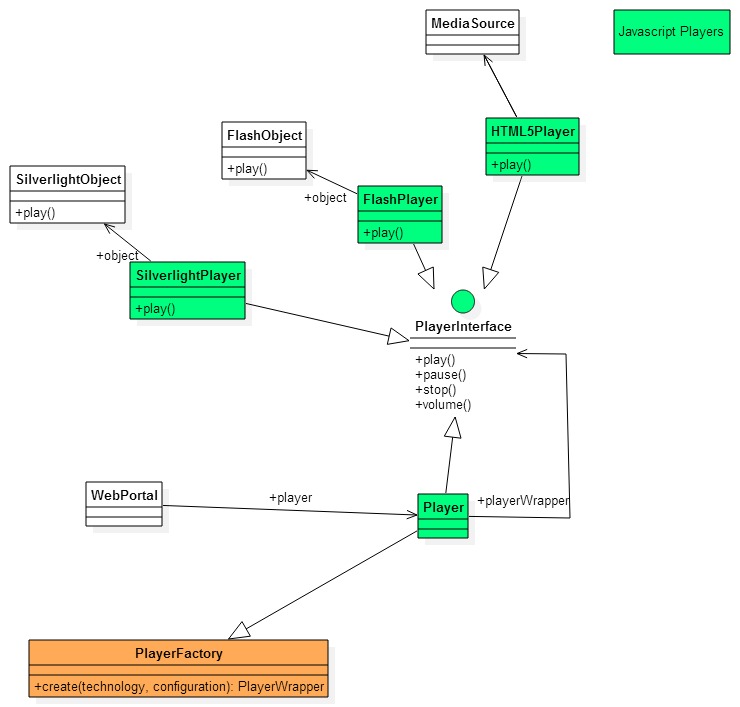 MediaSource
Javascript Players
FlashObject
+play()
HTML5Player
+play()
SilverlightObject
+play()
+object
FlashPlayer
+play()
+object
SilverlightPlayer
+play()
PlayerInterface
+play()
+pause()
+stop()
+volume()
WebPortal
+player
Player
+playerWrapper
PlayerFactory
+create(technology, configuration): PlayerWrapper